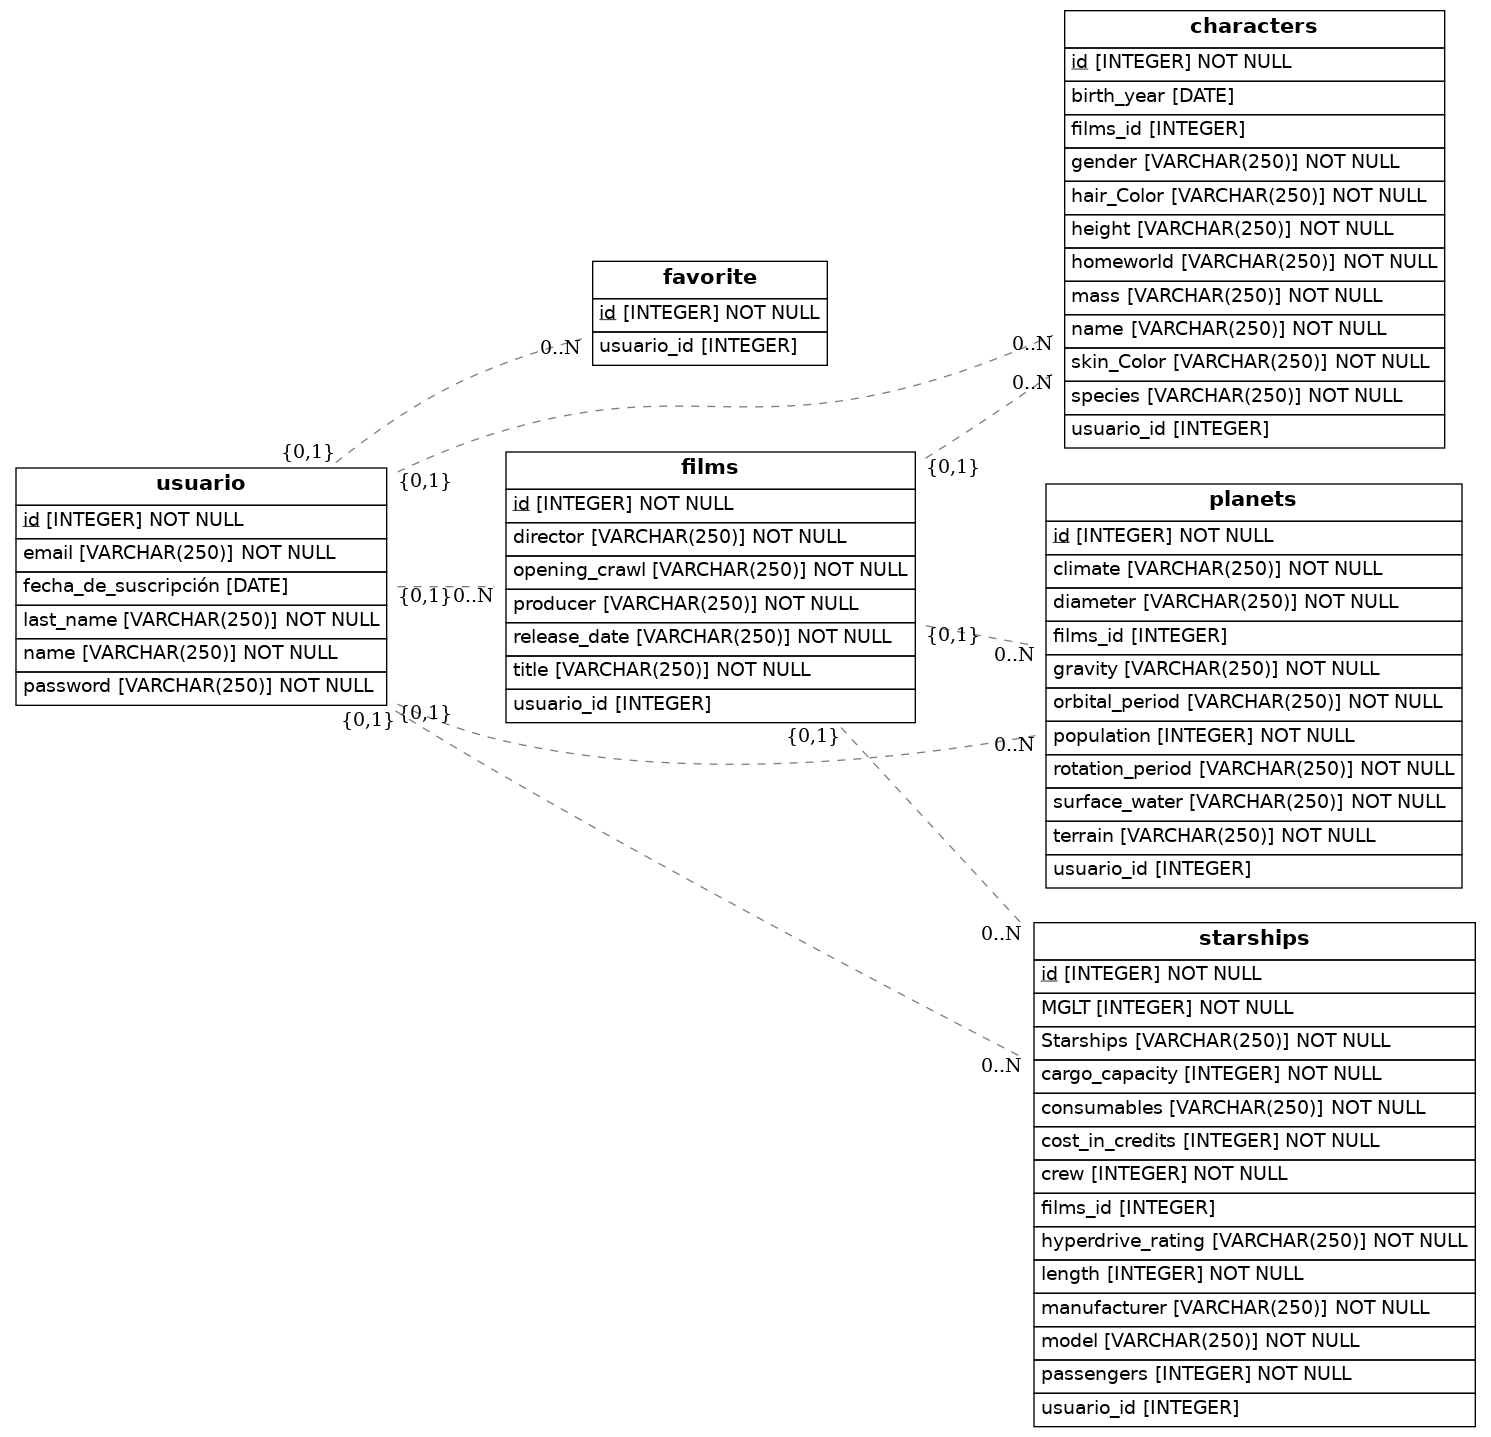 characters
id [INTEGER] NOT NULL
birth_year [DATE]
films_id [INTEGER]
gender [VARCHAR(250)] NOT NULL
hair_Color [VARCHAR(250)] NOT NULL
height [VARCHAR(250)] NOT NULL
homeworld [VARCHAR(250)] NOT NULL
mass [VARCHAR(250)] NOT NULL
name [VARCHAR(250)] NOT NULL
skin_Color [VARCHAR(250)] NOT NULL
species [VARCHAR(250)] NOT NULL
usuario_id [INTEGER]
favorite
id [INTEGER] NOT NULL
usuario_id [INTEGER]
0..N
0..N
0..N
{0,1}
{0,1}
{0,1}
usuario
id [INTEGER] NOT NULL
email [VARCHAR(250)] NOT NULL
fecha_de_suscripción [DATE]
last_name [VARCHAR(250)] NOT NULL
name [VARCHAR(250)] NOT NULL
password [VARCHAR(250)] NOT NULL
{0,1}0..N
films
id [INTEGER] NOT NULL
director [VARCHAR(250)] NOT NULL
opening_crawl [VARCHAR(250)] NOT NULL
producer [VARCHAR(250)] NOT NULL
release_date [VARCHAR(250)] NOT NULL
title [VARCHAR(250)] NOT NULL
usuario_id [INTEGER]
{0,1}
0..N
{0,1}
{0,1}
{0,1}
0..N
planets
id [INTEGER] NOT NULL
climate [VARCHAR(250)] NOT NULL
diameter [VARCHAR(250)] NOT NULL
films_id [INTEGER]
gravity [VARCHAR(250)] NOT NULL
orbital_period [VARCHAR(250)] NOT NULL
population [INTEGER] NOT NULL
rotation_period [VARCHAR(250)] NOT NULL
surface_water [VARCHAR(250)] NOT NULL
terrain [VARCHAR(250)] NOT NULL
usuario_id [INTEGER]
0..N
0..N
starships
id [INTEGER] NOT NULL
MGLT [INTEGER] NOT NULL
Starships [VARCHAR(250)] NOT NULL
cargo_capacity [INTEGER] NOT NULL
consumables [VARCHAR(250)] NOT NULL
cost_in_credits [INTEGER] NOT NULL
crew [INTEGER] NOT NULL
films_id [INTEGER]
hyperdrive_rating [VARCHAR(250)] NOT NULL
length [INTEGER] NOT NULL
manufacturer [VARCHAR(250)] NOT NULL
model [VARCHAR(250)] NOT NULL
passengers [INTEGER] NOT NULL
usuario_id [INTEGER]